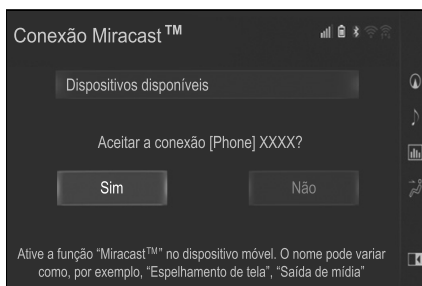 Conexão Miracast™
Dispositivos disponíveis
Aceitar a conexão [Phone] XXXX?
Sim
Não
Ative a função “Miracast™” no dispositivo móvel. O nome pode variar
como, por exemplo, “Espelhamento de tela”, “Saída de mídia”